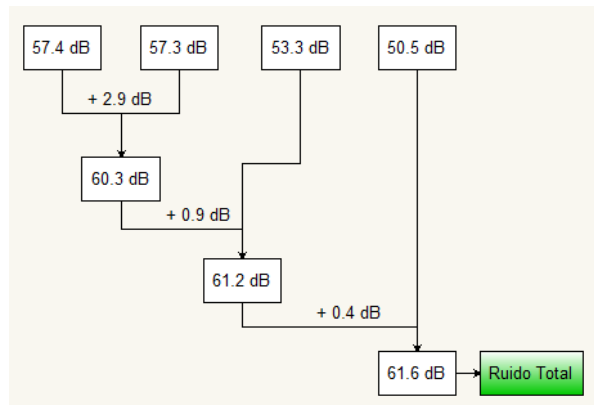 57.4 dB
57.3 dB
53.3 dB
50.5 dB
+ 2.9 dB
60.3 dB
+ 0.9 dB
61.2 dB
+ 0.4 dB
61.6 dB
Ruido Total